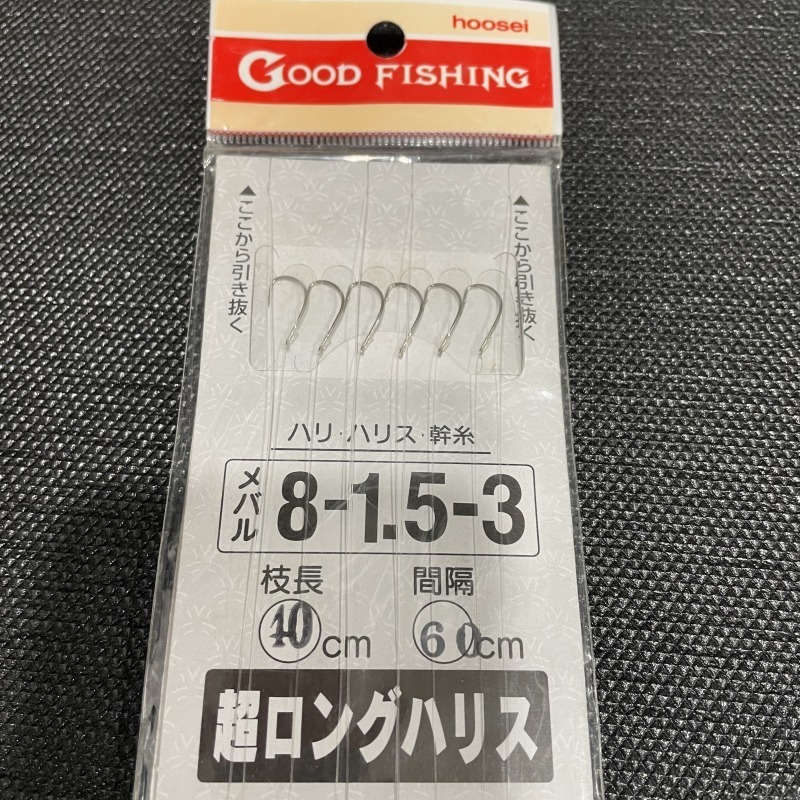 hoosei
GOOD FISHING
▲ここから引き抜く
▲ここから引き抜く
ハリ・ハリス・幹糸
メバル 8-1.5-3
枝長 間隔
cm 60cm
超ロングハリス